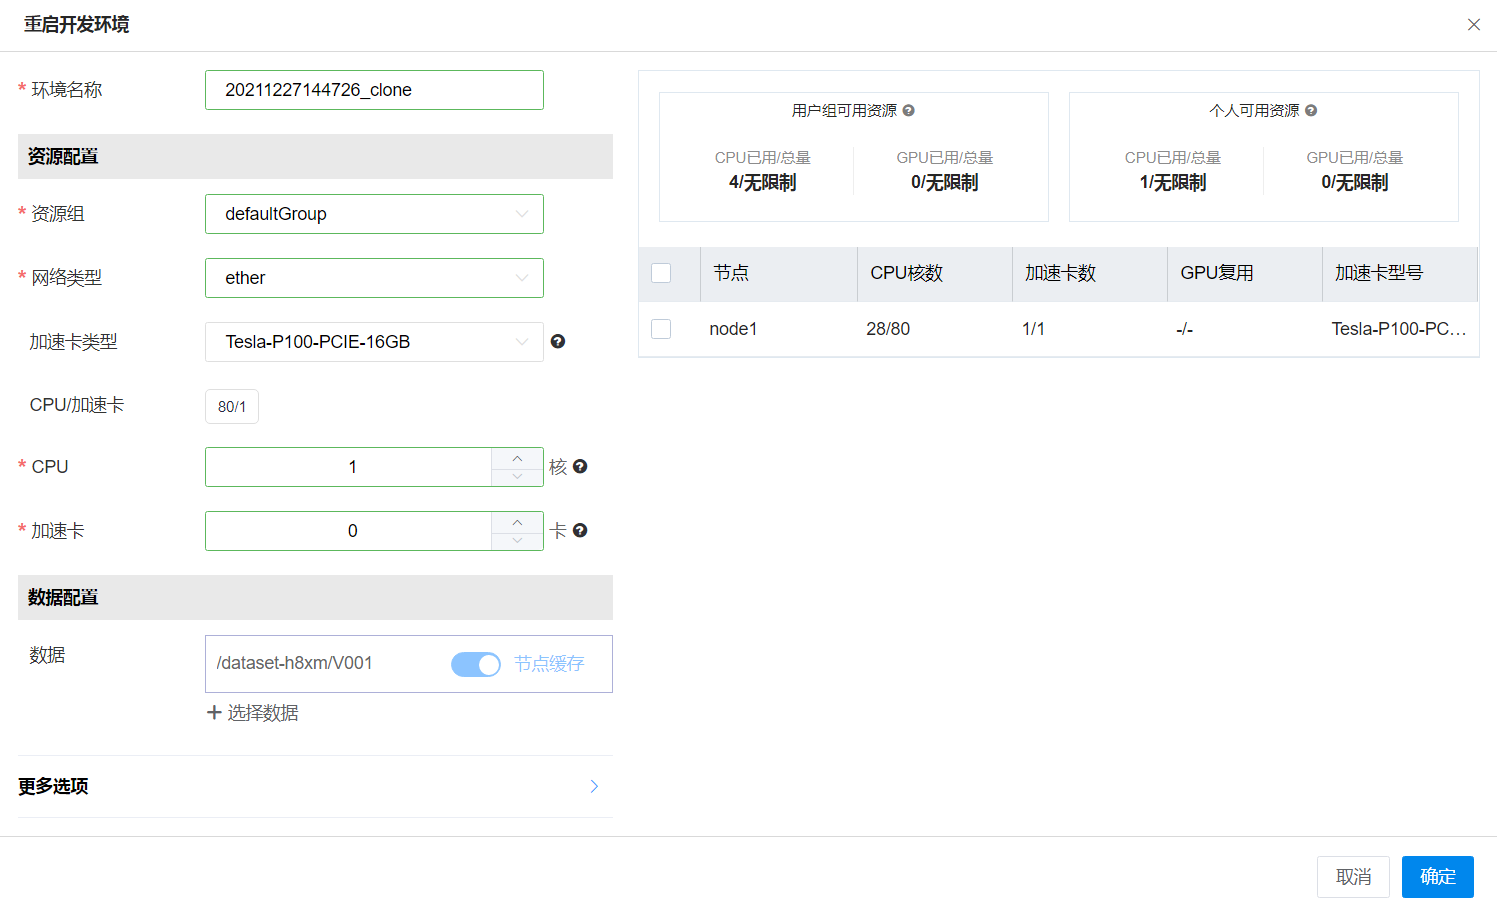 重启开发环境
* 环境名称
20211227144726_clone
资源配置
* 资源组
defaultGroup
* 网络类型
ether
加速卡类型
Tesla-P100-PCIE-16GB
CPU/加速卡
80/1
* CPU
1
核
* 加速卡
0
卡
数据配置
数据
/dataset-h8xm/V001
节点缓存
+ 选择数据
更多选项
用户组可用资源
CPU已用/总量
4/无限制
GPU已用/总量
0/无限制
个人可用资源
CPU已用/总量
1/无限制
GPU已用/总量
0/无限制
节点 CPU核数 加速卡数 GPU复用 加速卡型号
node1 28/80 1/1 -/- Tesla-P100-PC...
取消
确定